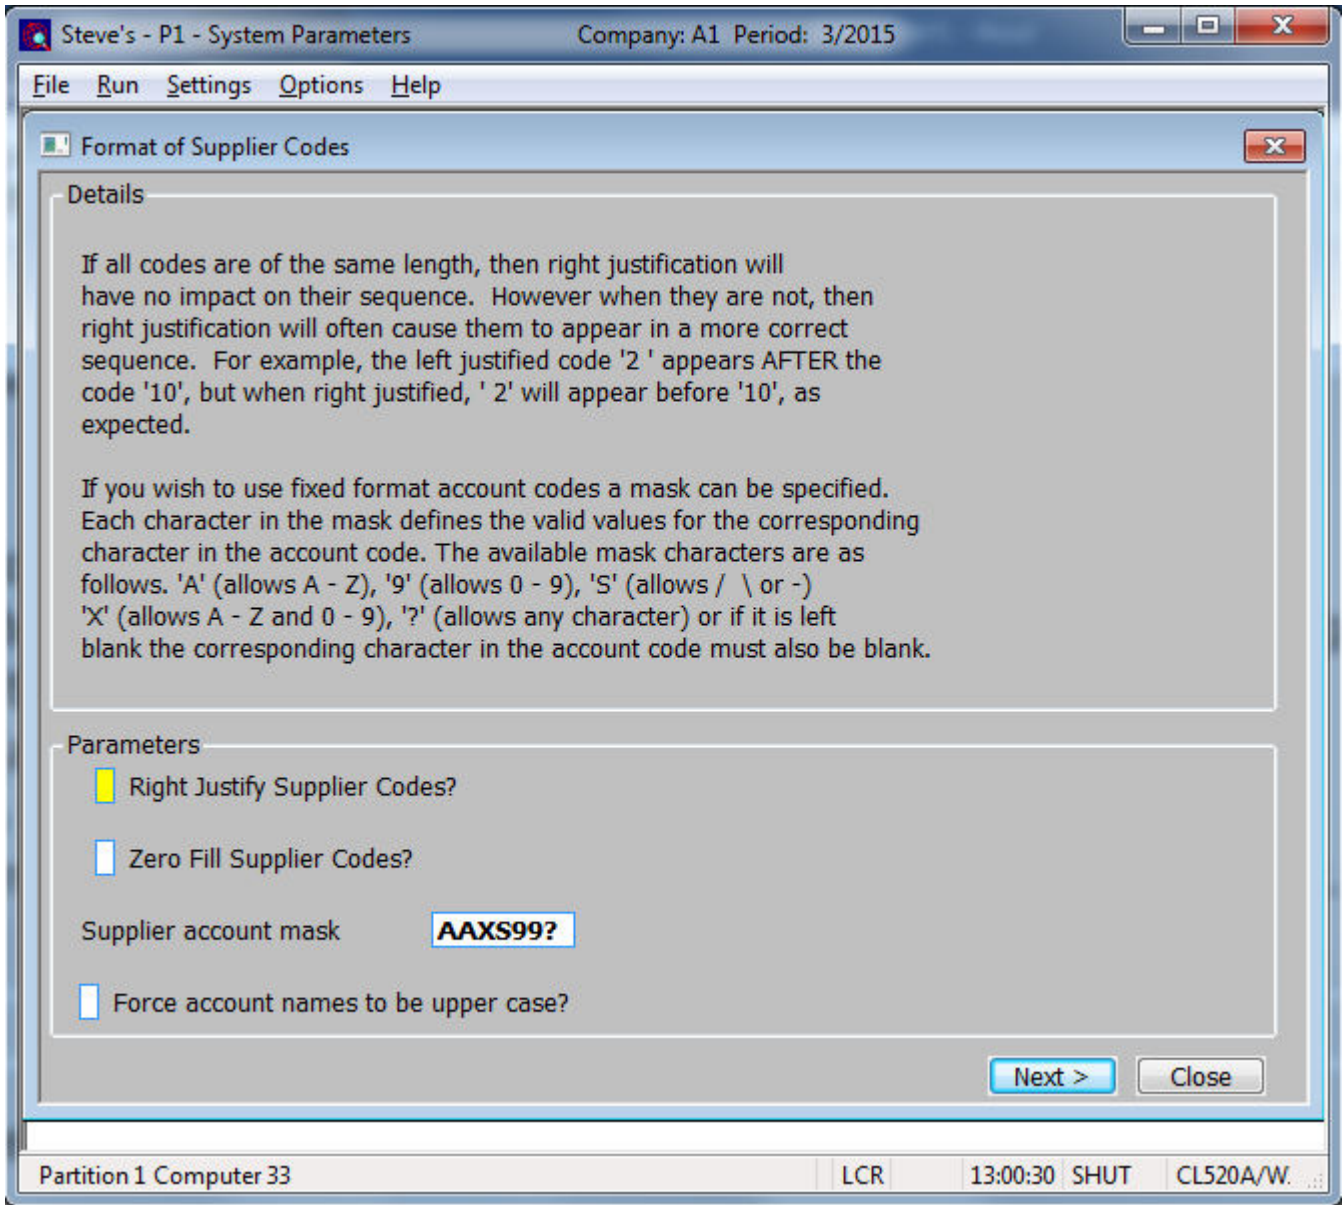 Steve's - P1 - System Parameters Company: A1 Period: 3/2015
File Run Settings Options Help
Format of Supplier Codes
Details
If all codes are of the same length, then right justification will
have no impact on their sequence. However when they are not, then
right justification will often cause them to appear in a more correct
sequence. For example, the left justified code '2 ' appears AFTER the
code '10', but when right justified, ' 2' will appear before '10', as
expected.
If you wish to use fixed format account codes a mask can be specified.
Each character in the mask defines the valid values for the corresponding
character in the account code. The available mask characters are as
follows. 'A' (allows A - Z), '9' (allows 0 - 9), 'S' (allows / \ or -)
'X' (allows A - Z and 0 - 9), '?' (allows any character) or if it is left
blank the corresponding character in the account code must also be blank.
Parameters
Right Justify Supplier Codes?
Zero Fill Supplier Codes?
Supplier account mask AAXS99?
Force account names to be upper case?
Next > Close
Partition 1 Computer 33 LCR 13:00:30 SHUT CL520A/W.